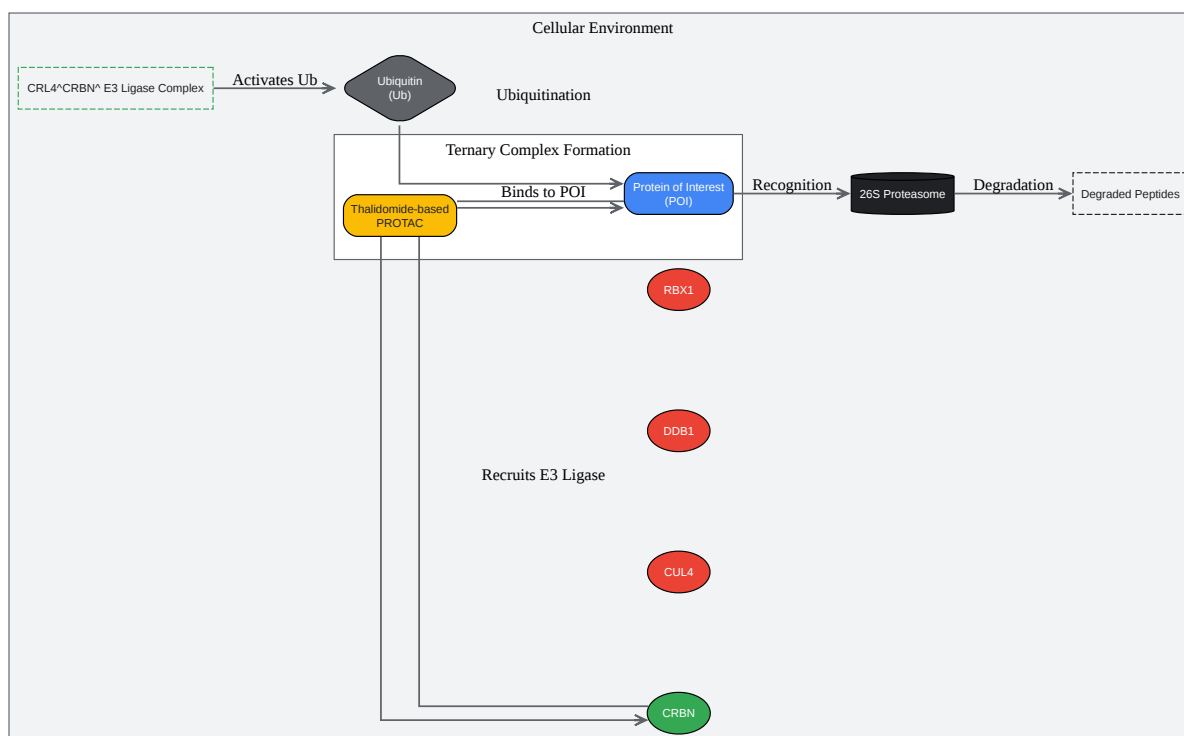 Cellular Environment
CRL4^CRBN^ E3 Ligase Complex
Activates Ub
Ubiquitin
(Ub)
Ubiquitination
Ternary Complex Formation
Thalidomide-based
PROTAC
Binds to POI
Protein of Interest
(POI)
Recognition
26S Proteasome
Degradation
Degraded Peptides
RBX1
DDB1
Recruits E3 Ligase
CUL4
CRBN